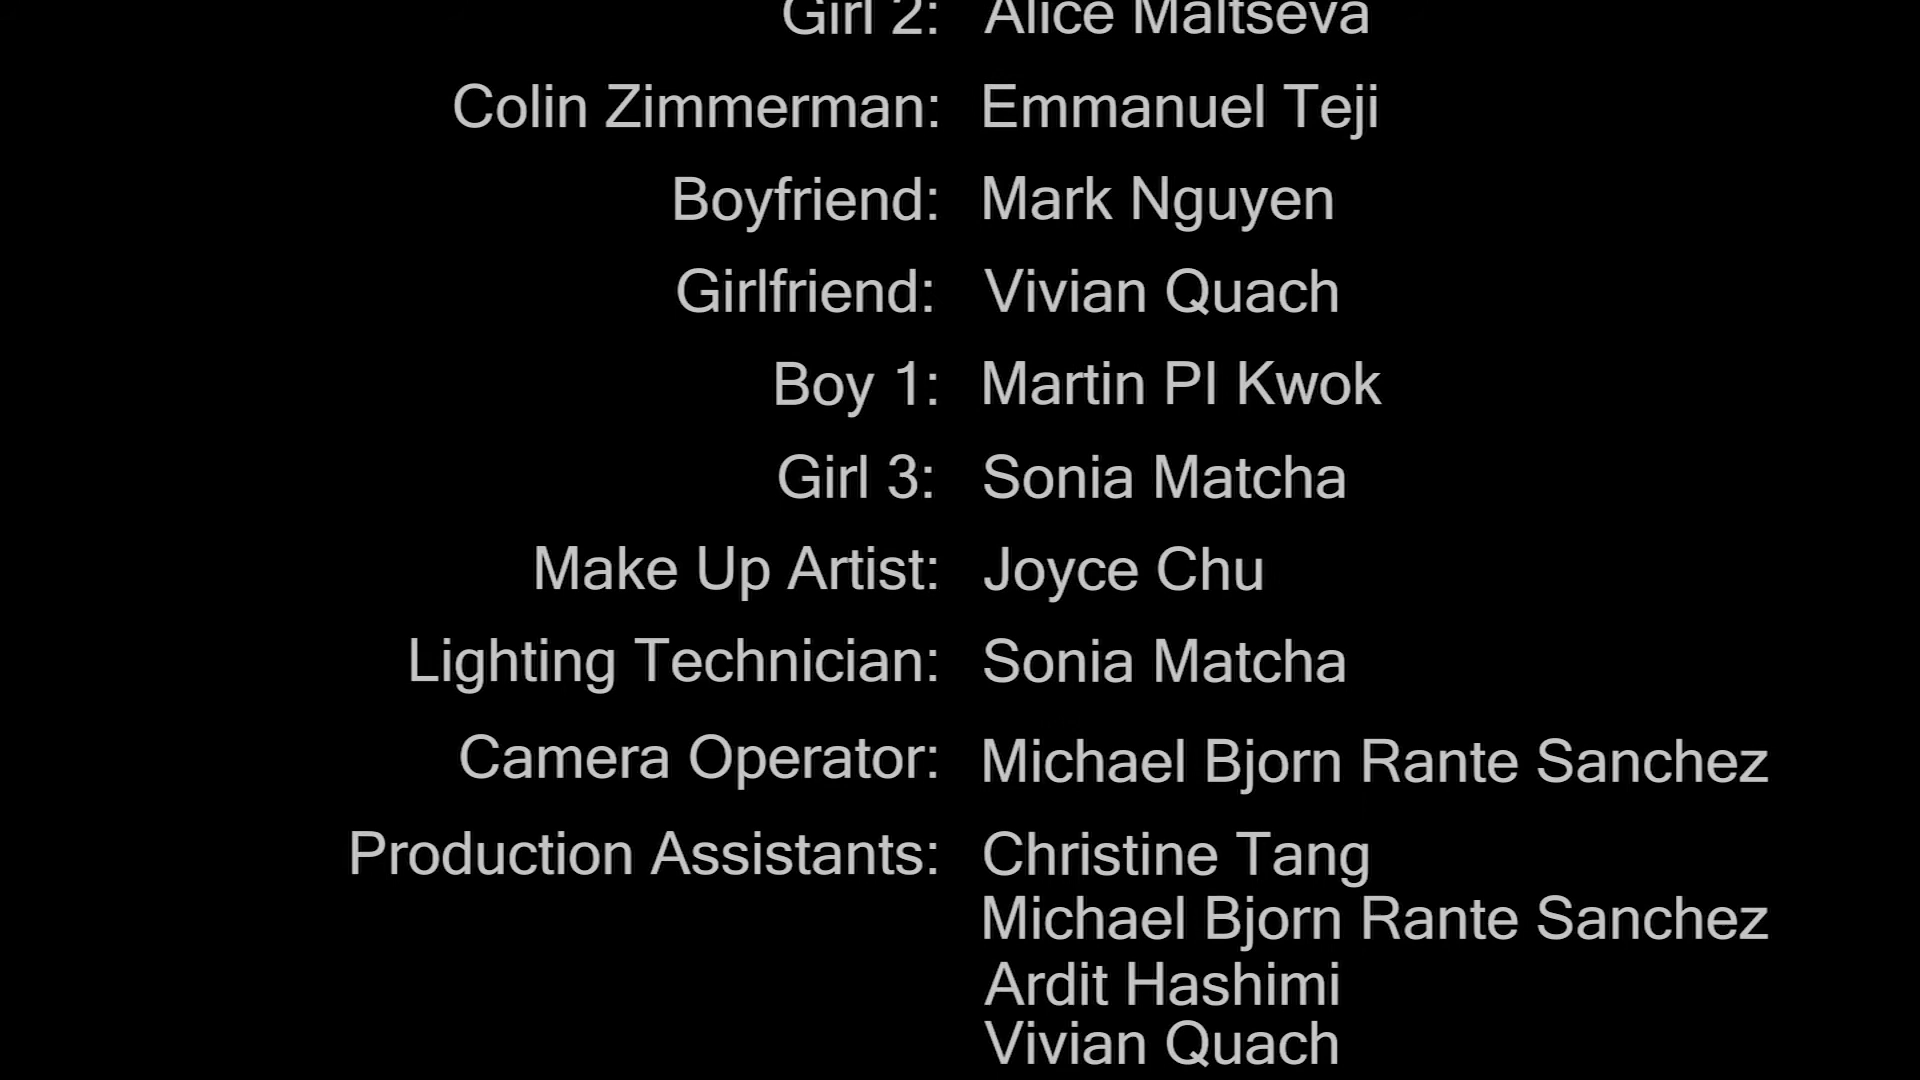 Girl 2: Alice Maltseva
Colin Zimmerman: Emmanuel Teji
Boyfriend: Mark Nguyen
Girlfriend: Vivian Quach
Boy 1: Martin PI Kwok
Girl 3: Sonia Matcha
Make Up Artist: Joyce Chu
Lighting Technician: Sonia Matcha
Camera Operator: Michael Bjorn Rante Sanchez
Production Assistants: Christine Tang
Michael Bjorn Rante Sanchez
Ardit Hashimi
Vivian Quach